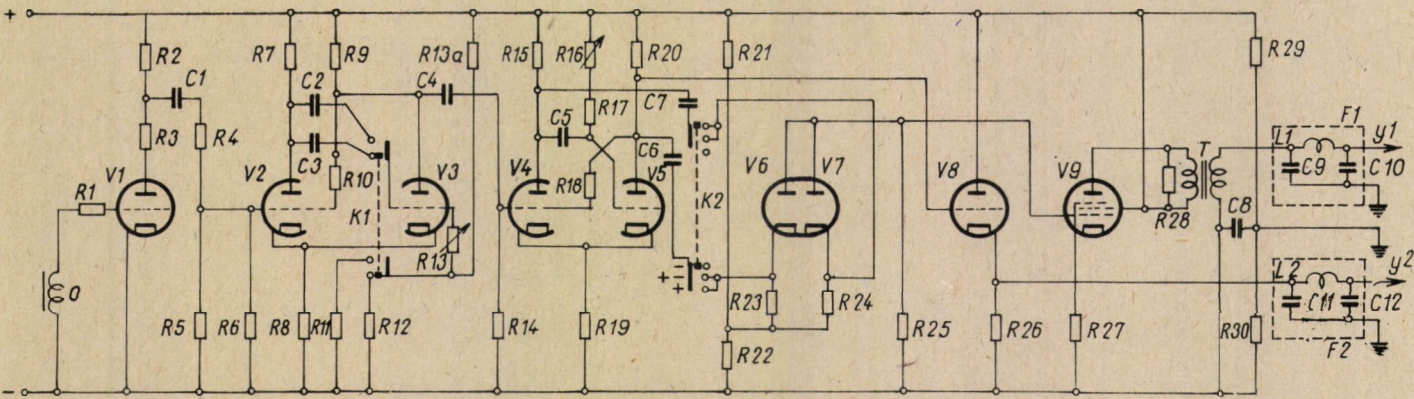 +
R2
R7
R9
R13a
R15
R16
R20
R21
R29
C1
C2
C4
C7
F1
R3
R4
R17
L1
y1
C3
C5
C6
V6
V7
V8
V9
T
C9
C10
V1
V2
R10
V3
V4
R18
V5
K2
R1
K1
R28
C8
R13
+ - +
L2
y2
O
R23
R24
C11
C12
R5
R6
R8
R11
R12
R14
R19
R22
R25
R26
R27
R30
F2
-